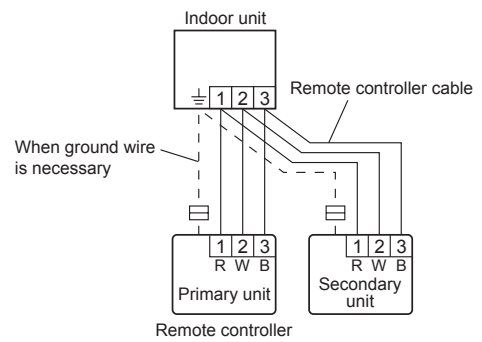 Indoor unit
1 2 3
Remote controller cable
When ground wire
is necessary
1 2 3
R W B
Primary unit
1 2 3
R W B
Secondary
unit
Remote controller